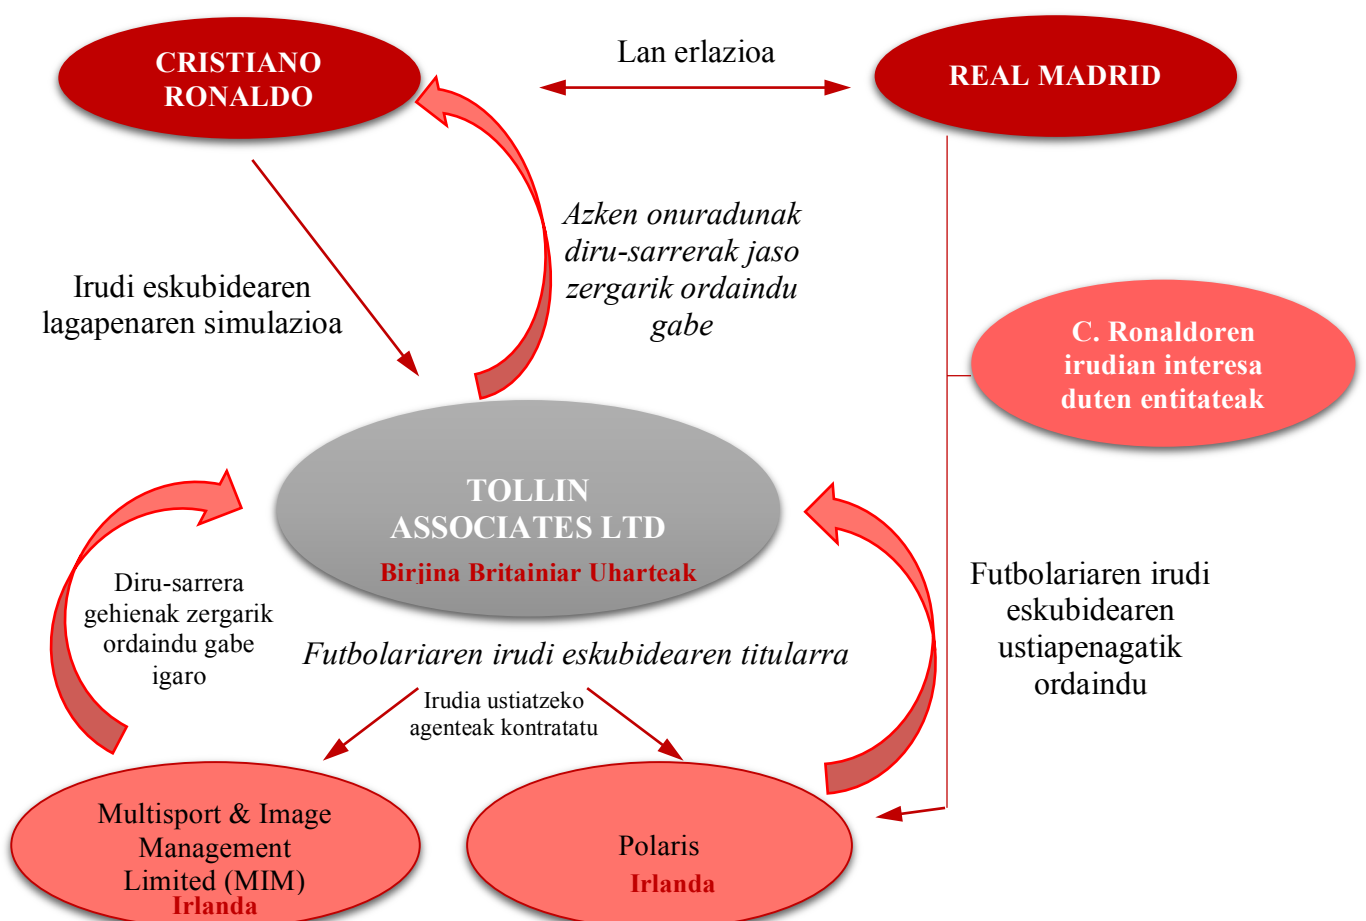 CRISTIANO
RONALDO
Lan erlazioa
REAL MADRID
Azken onuradunak
diru-sarrerak jaso
zergarik ordaindu
gabe
Irudi eskubidearen
lagapenaren simulazioa
C. Ronaldoren
irudian interesa
duten entitateak
TOLLIN
ASSOCIATES LTD
Birjina Britainiar Uharteak
Diru-sarrera
gehienak zergarik
ordaindu gabe
igaro
Futbolariaren irudi
eskubidearen
ustiapenagatik
ordaindu
Futbolariaren irudi eskubidearen titularra
Irudia ustiatzeko
agenteak kontratatu
Multisport & Image
Management
Limited (MIM)
Irlanda
Polaris
Irlanda